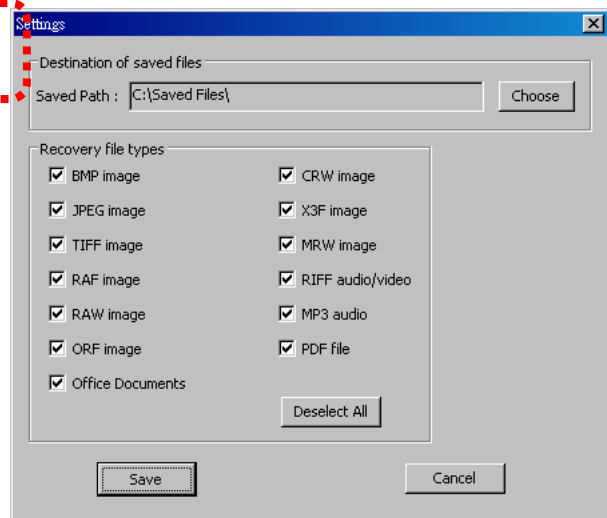 Settings
Destination of saved files
Saved Path : C:\Saved Files\
Choose
Recovery file types
BMP image
CRW image
JPEG image
X3F image
TIFF image
MRW image
RAF image
RIFF audio/video
RAW image
MP3 audio
ORF image
PDF file
Office Documents
Deselect All
Save
Cancel